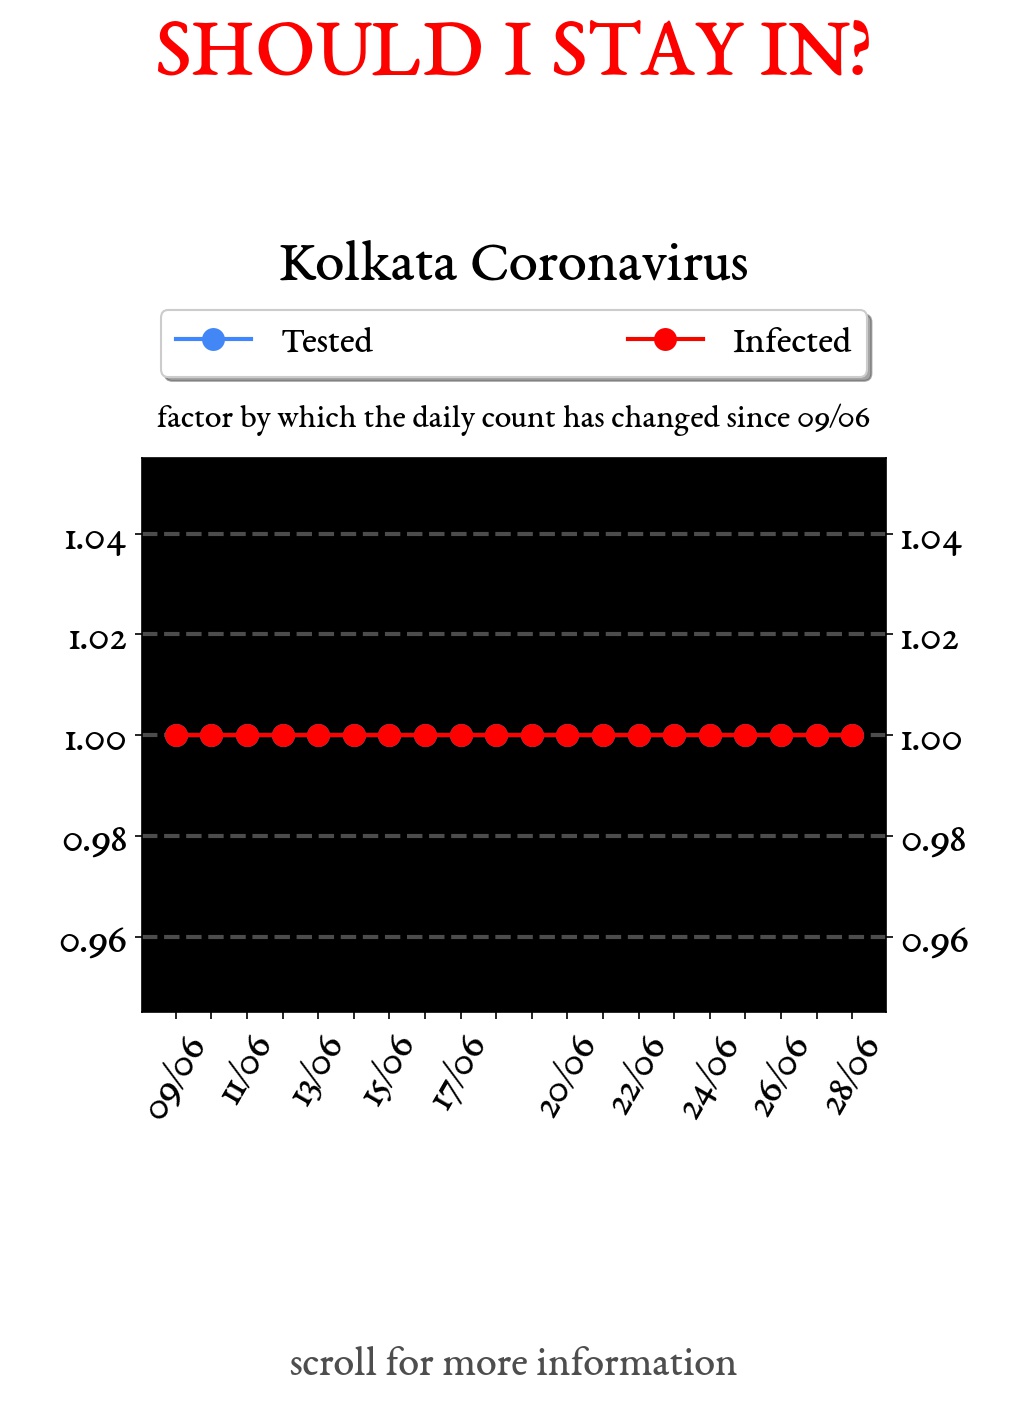 SHOULD I STAY IN?
Kolkata Coronavirus
Tested Infected
factor by which the daily count has changed since 09/06
1.04 1.04
1.02 1.02
1.00 1.00
0.98 0.98
0.96 0.96
09/06 11/06 13/06 15/06 17/06 20/06 22/06 24/06 26/06 28/06
scroll for more information